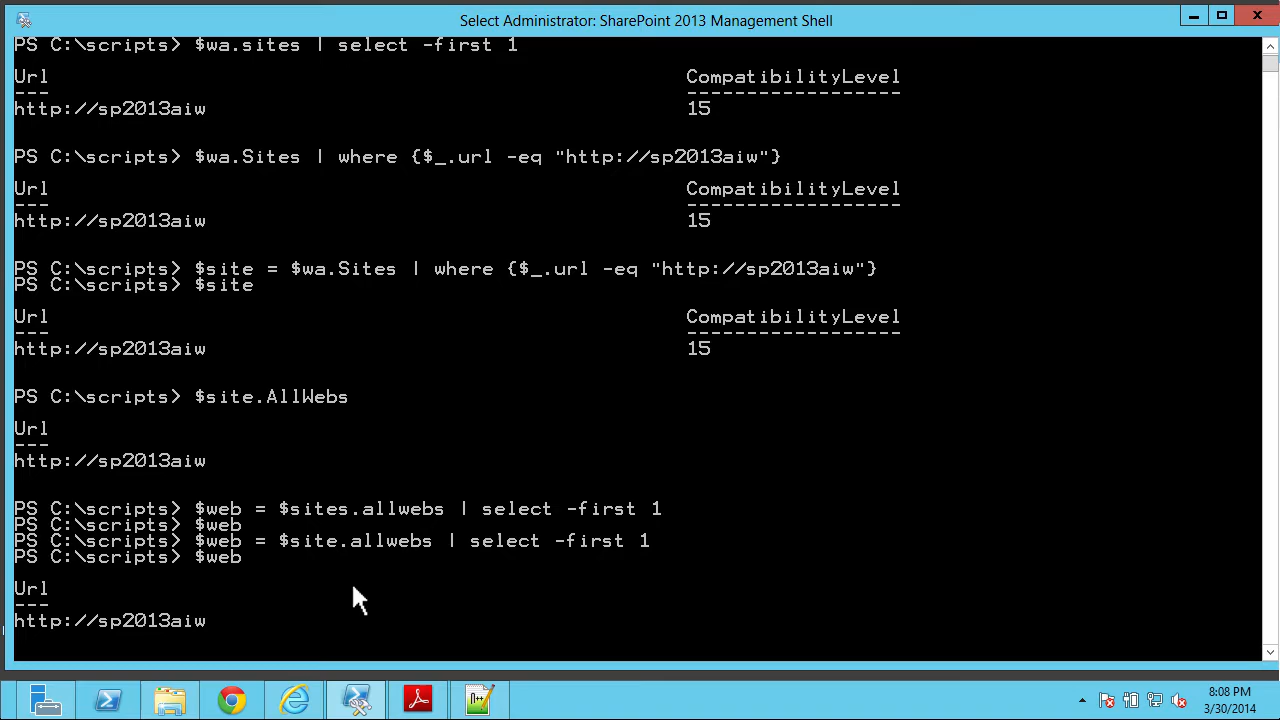 Select Administrator: SharePoint 2013 Management Shell
PS C:\scripts> $wa.sites | select -first 1
Url CompatibilityLevel
--- ------------------
http://sp2013aiw 15
PS C:\scripts> $wa.Sites | where {$_.url -eq "http://sp2013aiw"}
Url CompatibilityLevel
--- ------------------
http://sp2013aiw 15
PS C:\scripts> $site = $wa.Sites | where {$_.url -eq "http://sp2013aiw"}
PS C:\scripts> $site
Url CompatibilityLevel
--- ------------------
http://sp2013aiw 15
PS C:\scripts> $site.AllWebs
Url
---
http://sp2013aiw
PS C:\scripts> $web = $sites.allwebs | select -first 1
PS C:\scripts> $web
PS C:\scripts> $web = $site.allwebs | select -first 1
PS C:\scripts> $web
Url
---
http://sp2013aiw
8:08 PM
3/30/2014